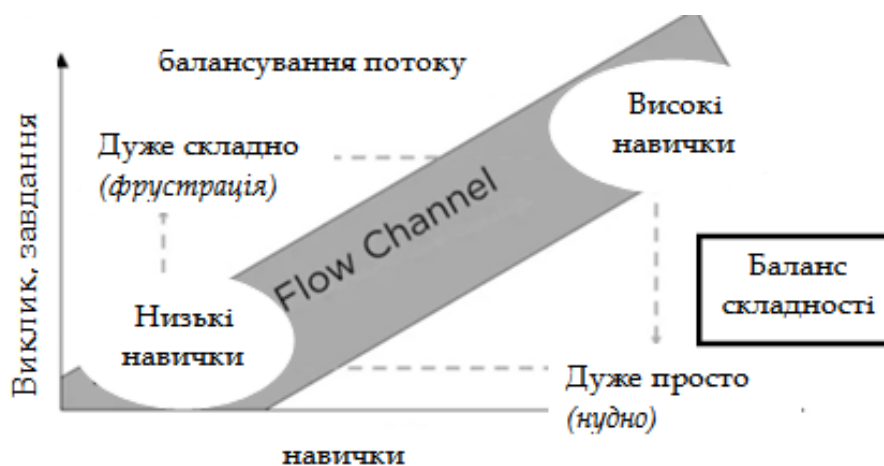 балансування потоку
Виклик, завдання
Дуже складно
(фрустрація)
Високі
навички
Flow Channel
Баланс
складності
Низькі
навички
Дуже просто
(нудно)
навички